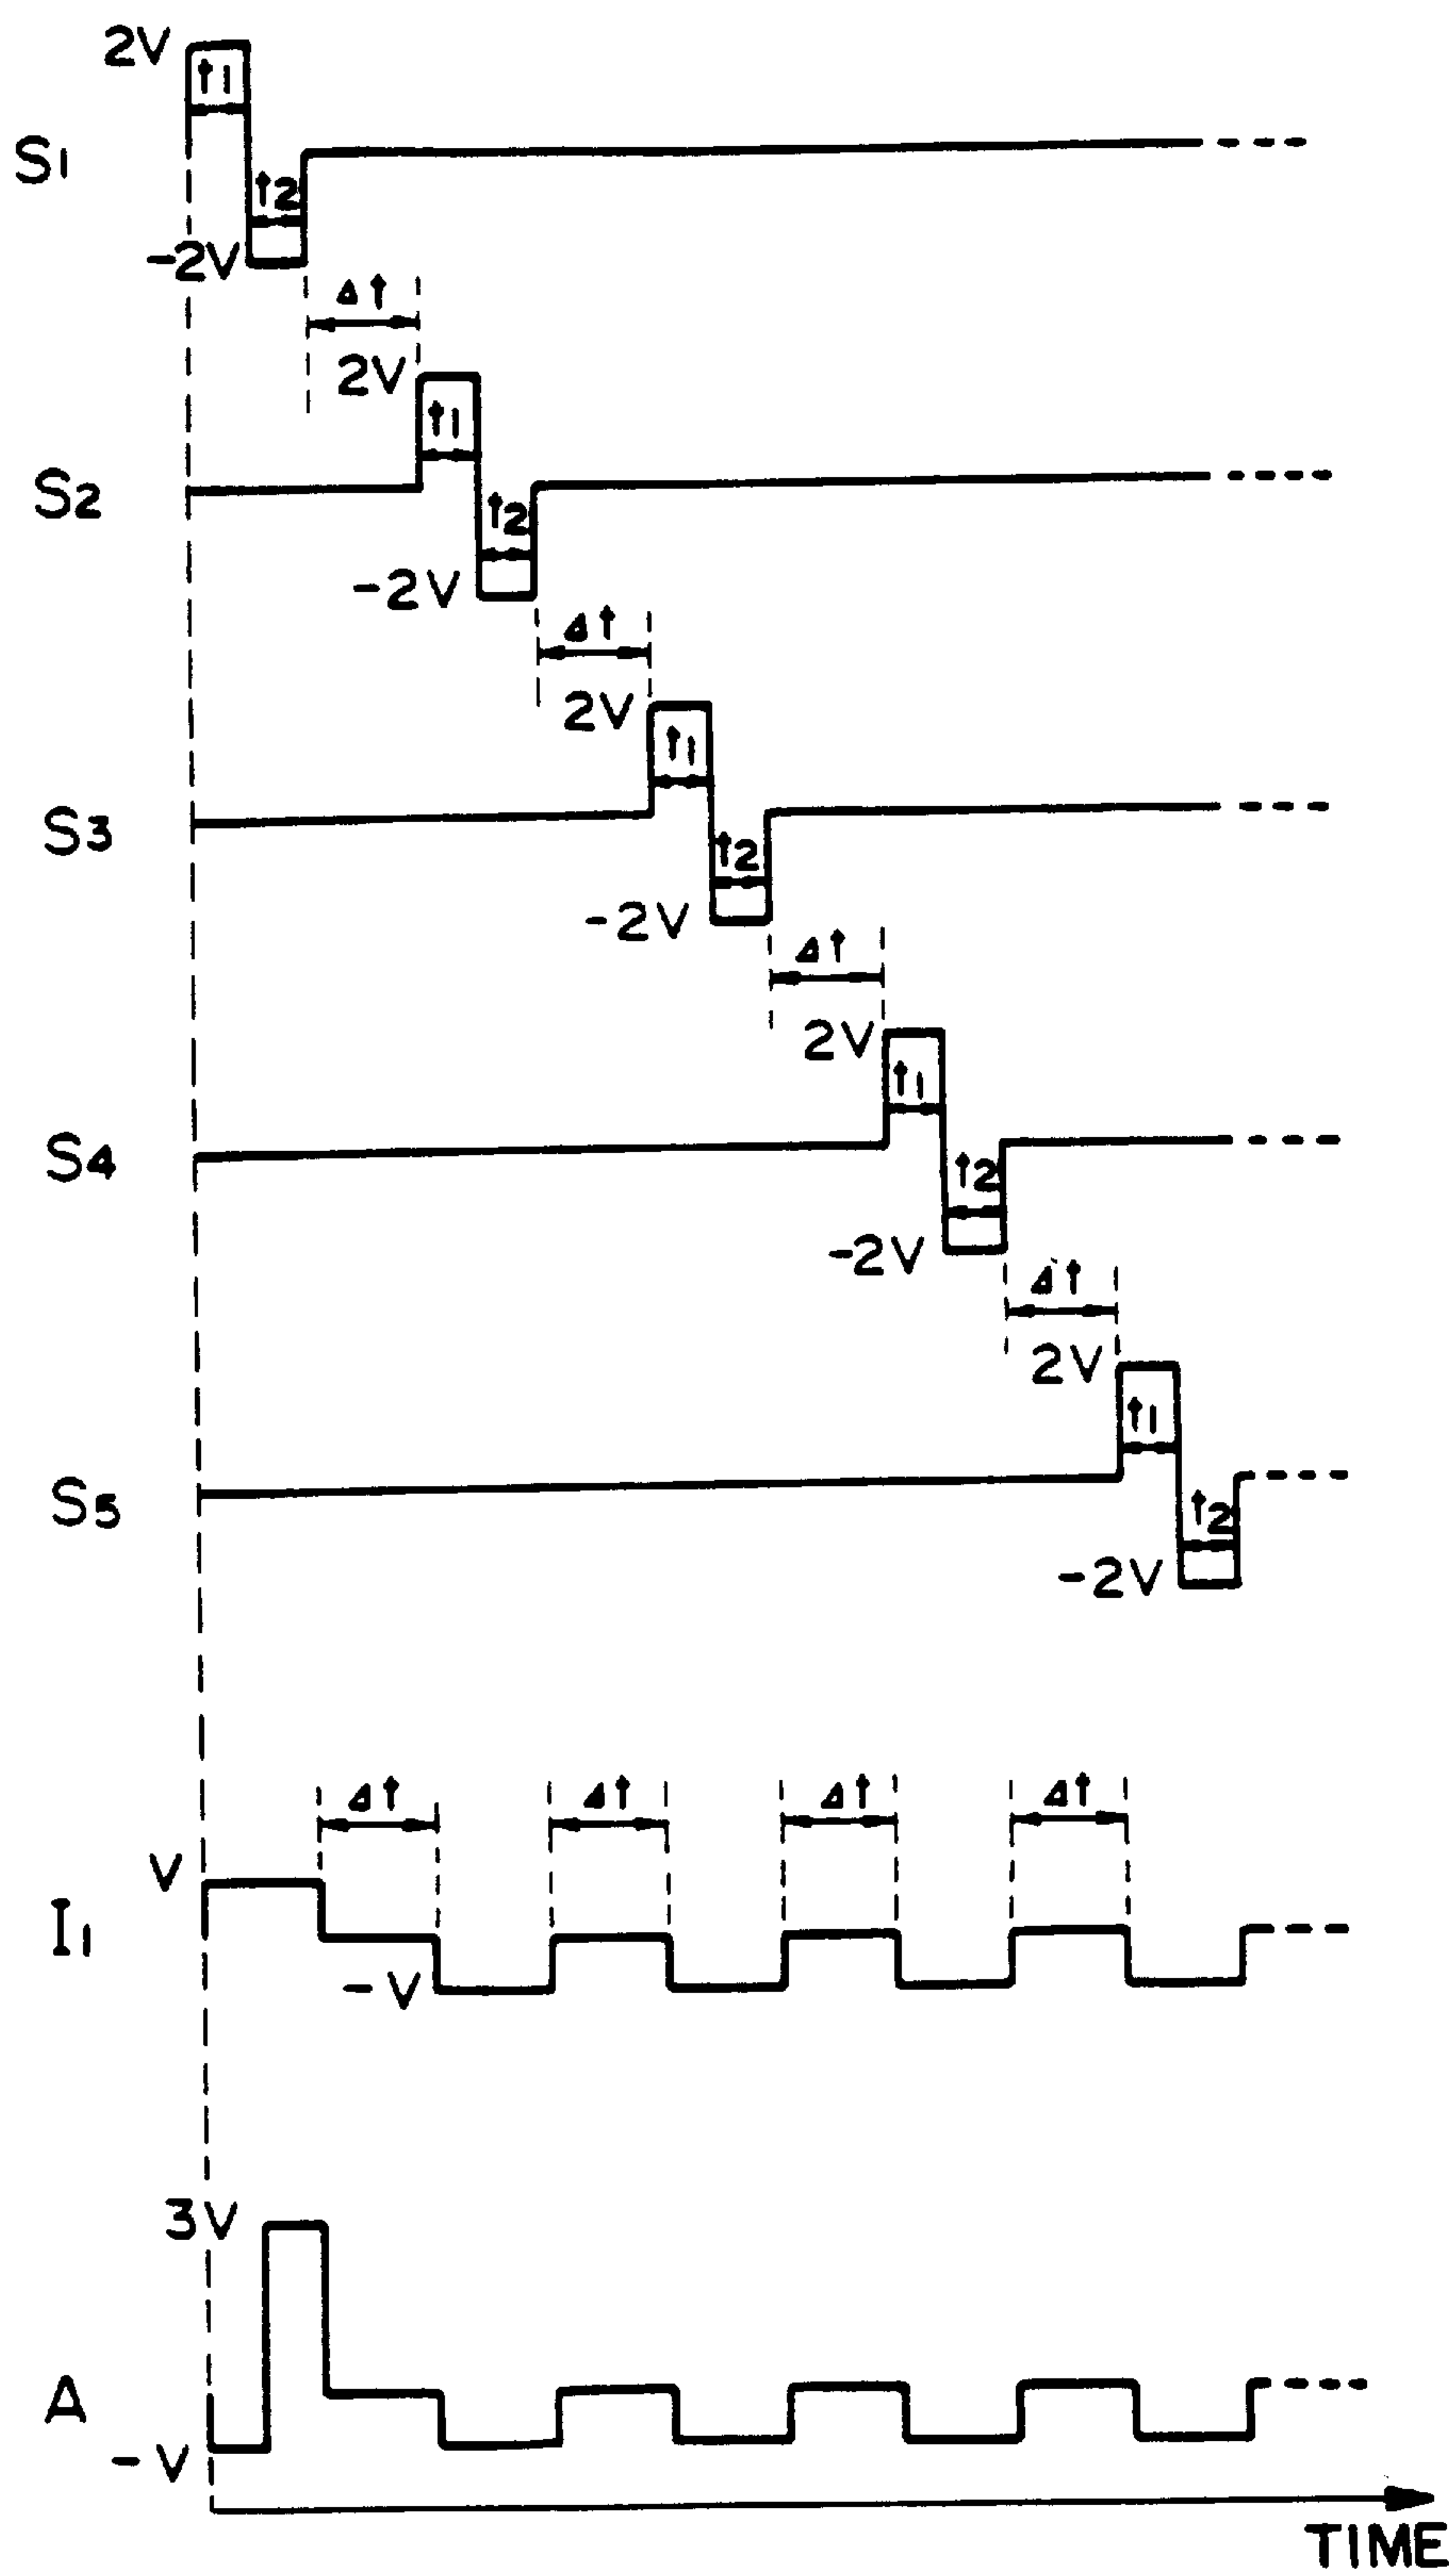 2V
t1
S1
t2
-2V
Δt
2V
t1
S2
t2
-2V
Δt
2V
t1
S3
t2
-2V
Δt
2V
t1
S4
t2
-2V
Δt
2V
t1
S5
t2
-2V
Δt Δt Δt Δt
V
I1
-V
3V
A
-V
TIME